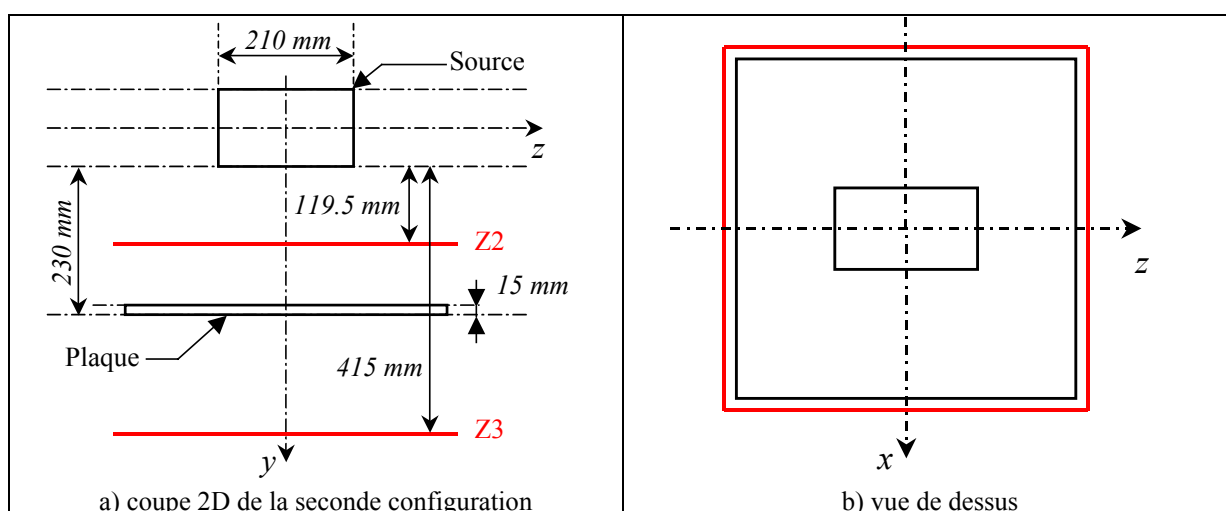 210 mm
Source
z
119.5 mm
230 mm
Z2
15 mm
Plaque
415 mm
Z3
y
a) coupe 2D de la seconde configuration
z
x
b) vue de dessus